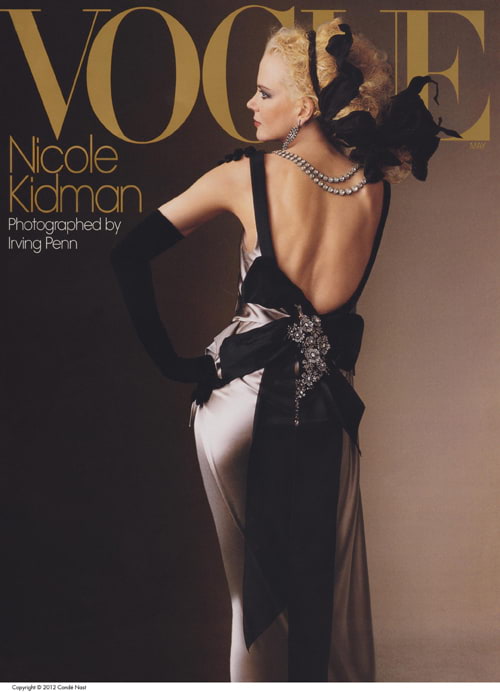 VOGUE
MAY
Nicole
Kidman
Photographed by
Irving Penn
Copyright © 2012 Condé Nast